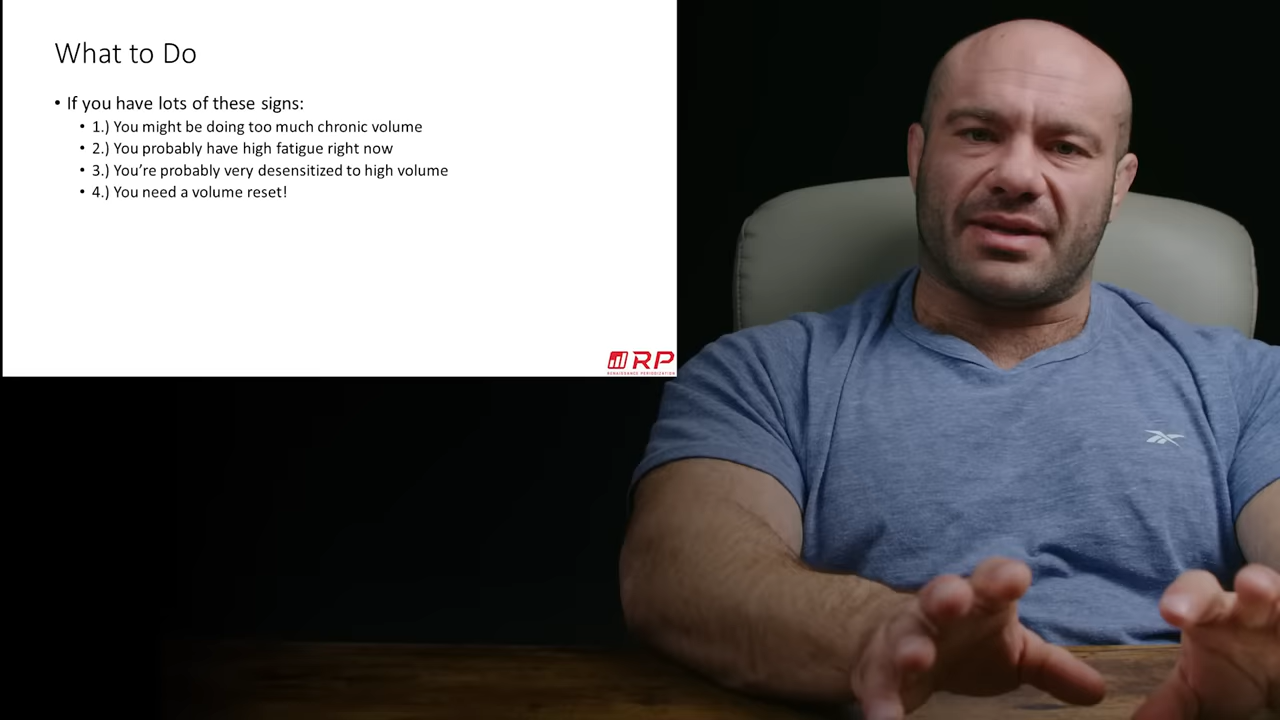 What to Do
• If you have lots of these signs:
• 1.) You might be doing too much chronic volume
• 2.) You probably have high fatigue right now
• 3.) You’re probably very desensitized to high volume
• 4.) You need a volume reset!
RP
RENAISSANCE PERIODIZATION